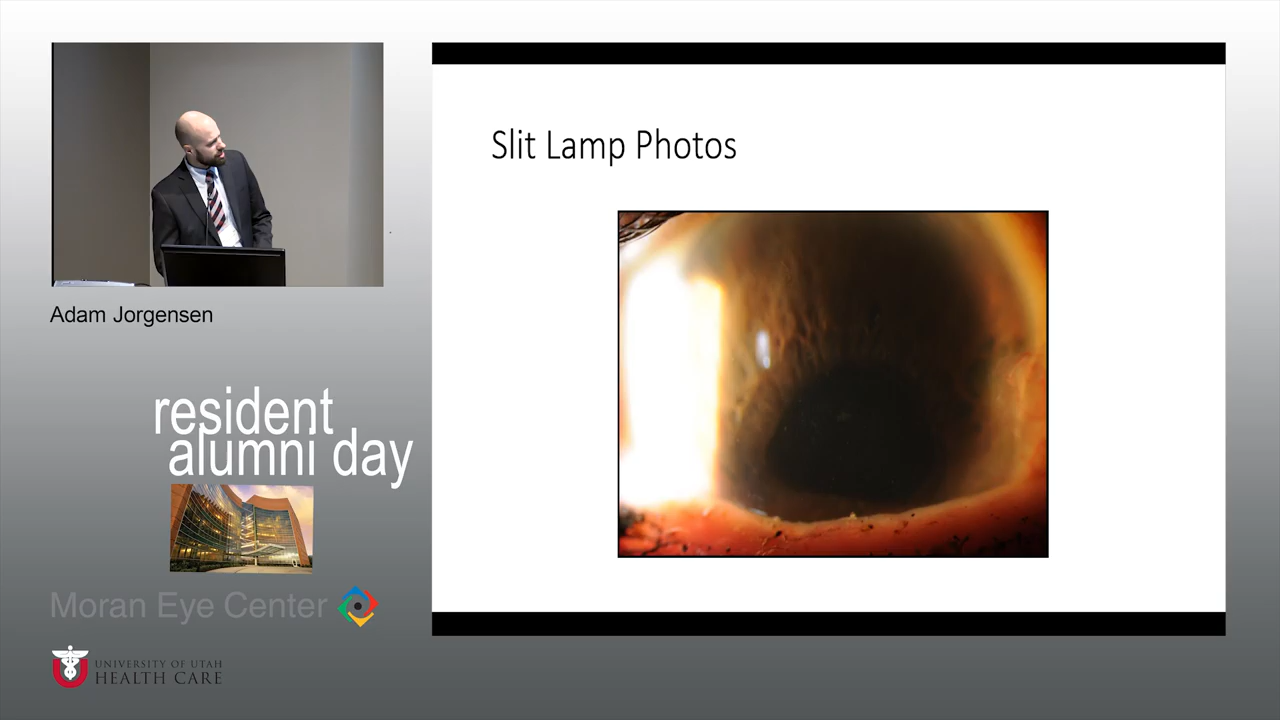 Slit Lamp Photos
Adam Jorgensen
resident
alumni day
Moran Eye Center
UNIVERSITY OF UTAH
HEALTH CARE